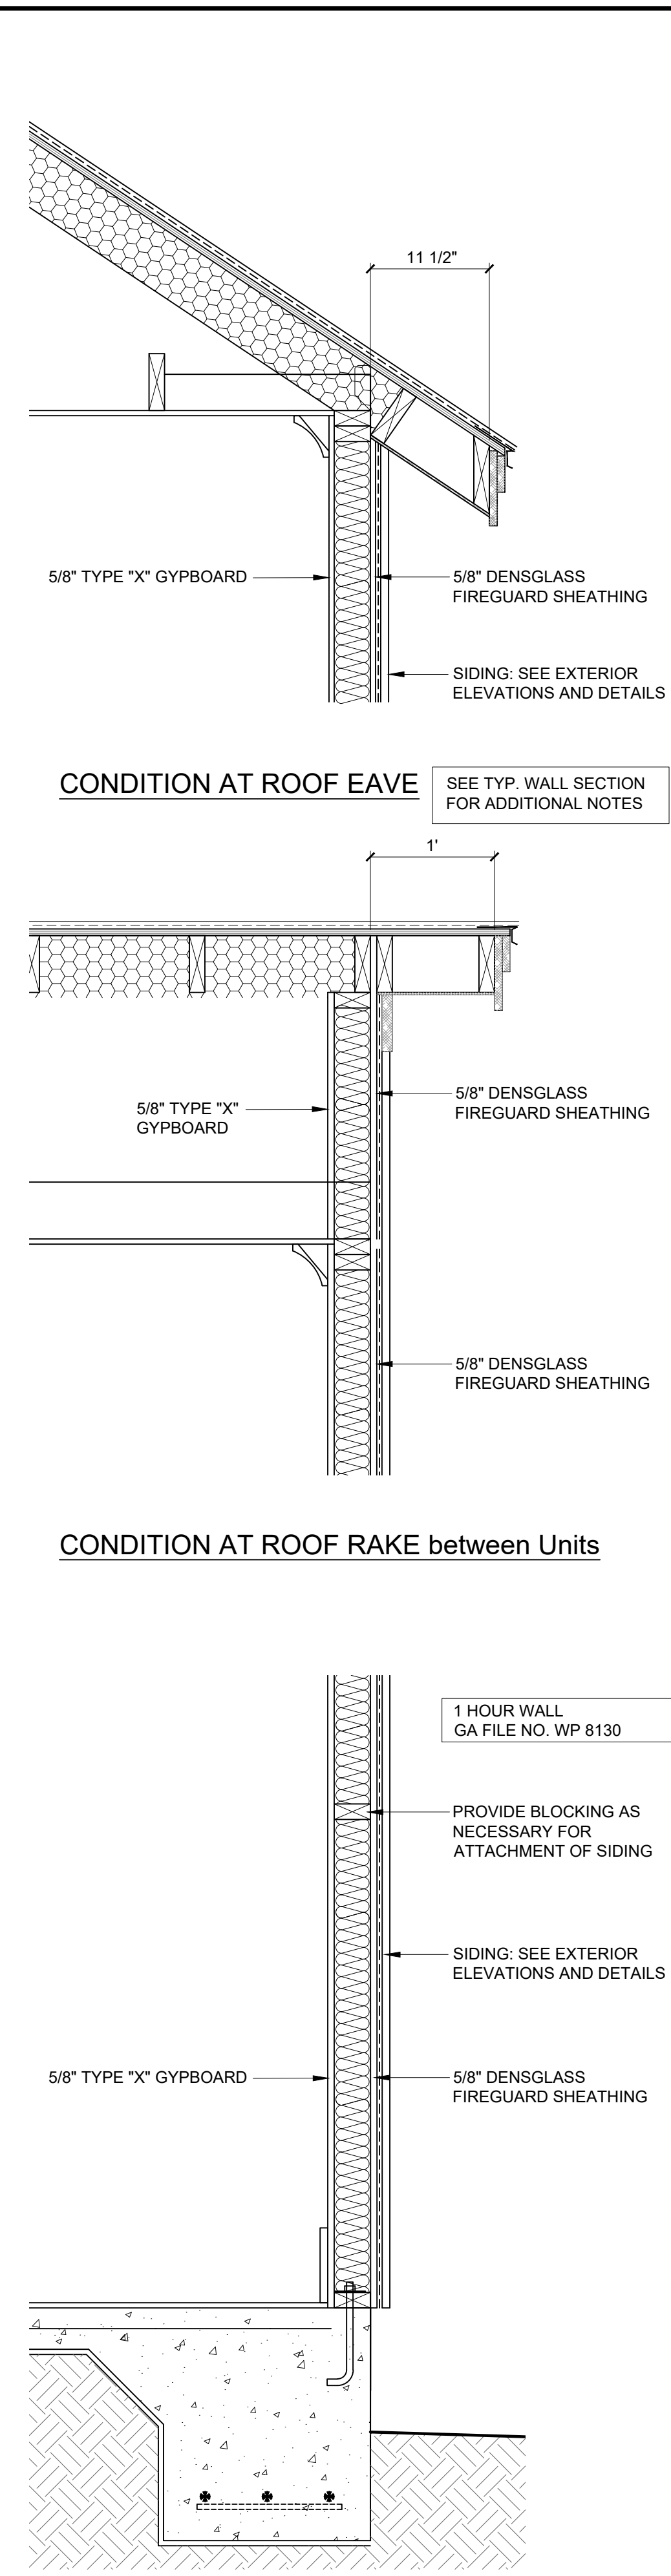 11 1/2"
5/8" TYPE "X" GYPBOARD
5/8" DENSGLASS
FIREGUARD SHEATHING
SIDING: SEE EXTERIOR
ELEVATIONS AND DETAILS
CONDITION AT ROOF EAVE
SEE TYP. WALL SECTION
FOR ADDITIONAL NOTES
1'
5/8" TYPE "X"
GYPBOARD
5/8" DENSGLASS
FIREGUARD SHEATHING
5/8" DENSGLASS
FIREGUARD SHEATHING
CONDITION AT ROOF RAKE between Units
1 HOUR WALL
GA FILE NO. WP 8130
PROVIDE BLOCKING AS
NECESSARY FOR
ATTACHMENT OF SIDING
SIDING: SEE EXTERIOR
ELEVATIONS AND DETAILS
5/8" TYPE "X" GYPBOARD
5/8" DENSGLASS
FIREGUARD SHEATHING